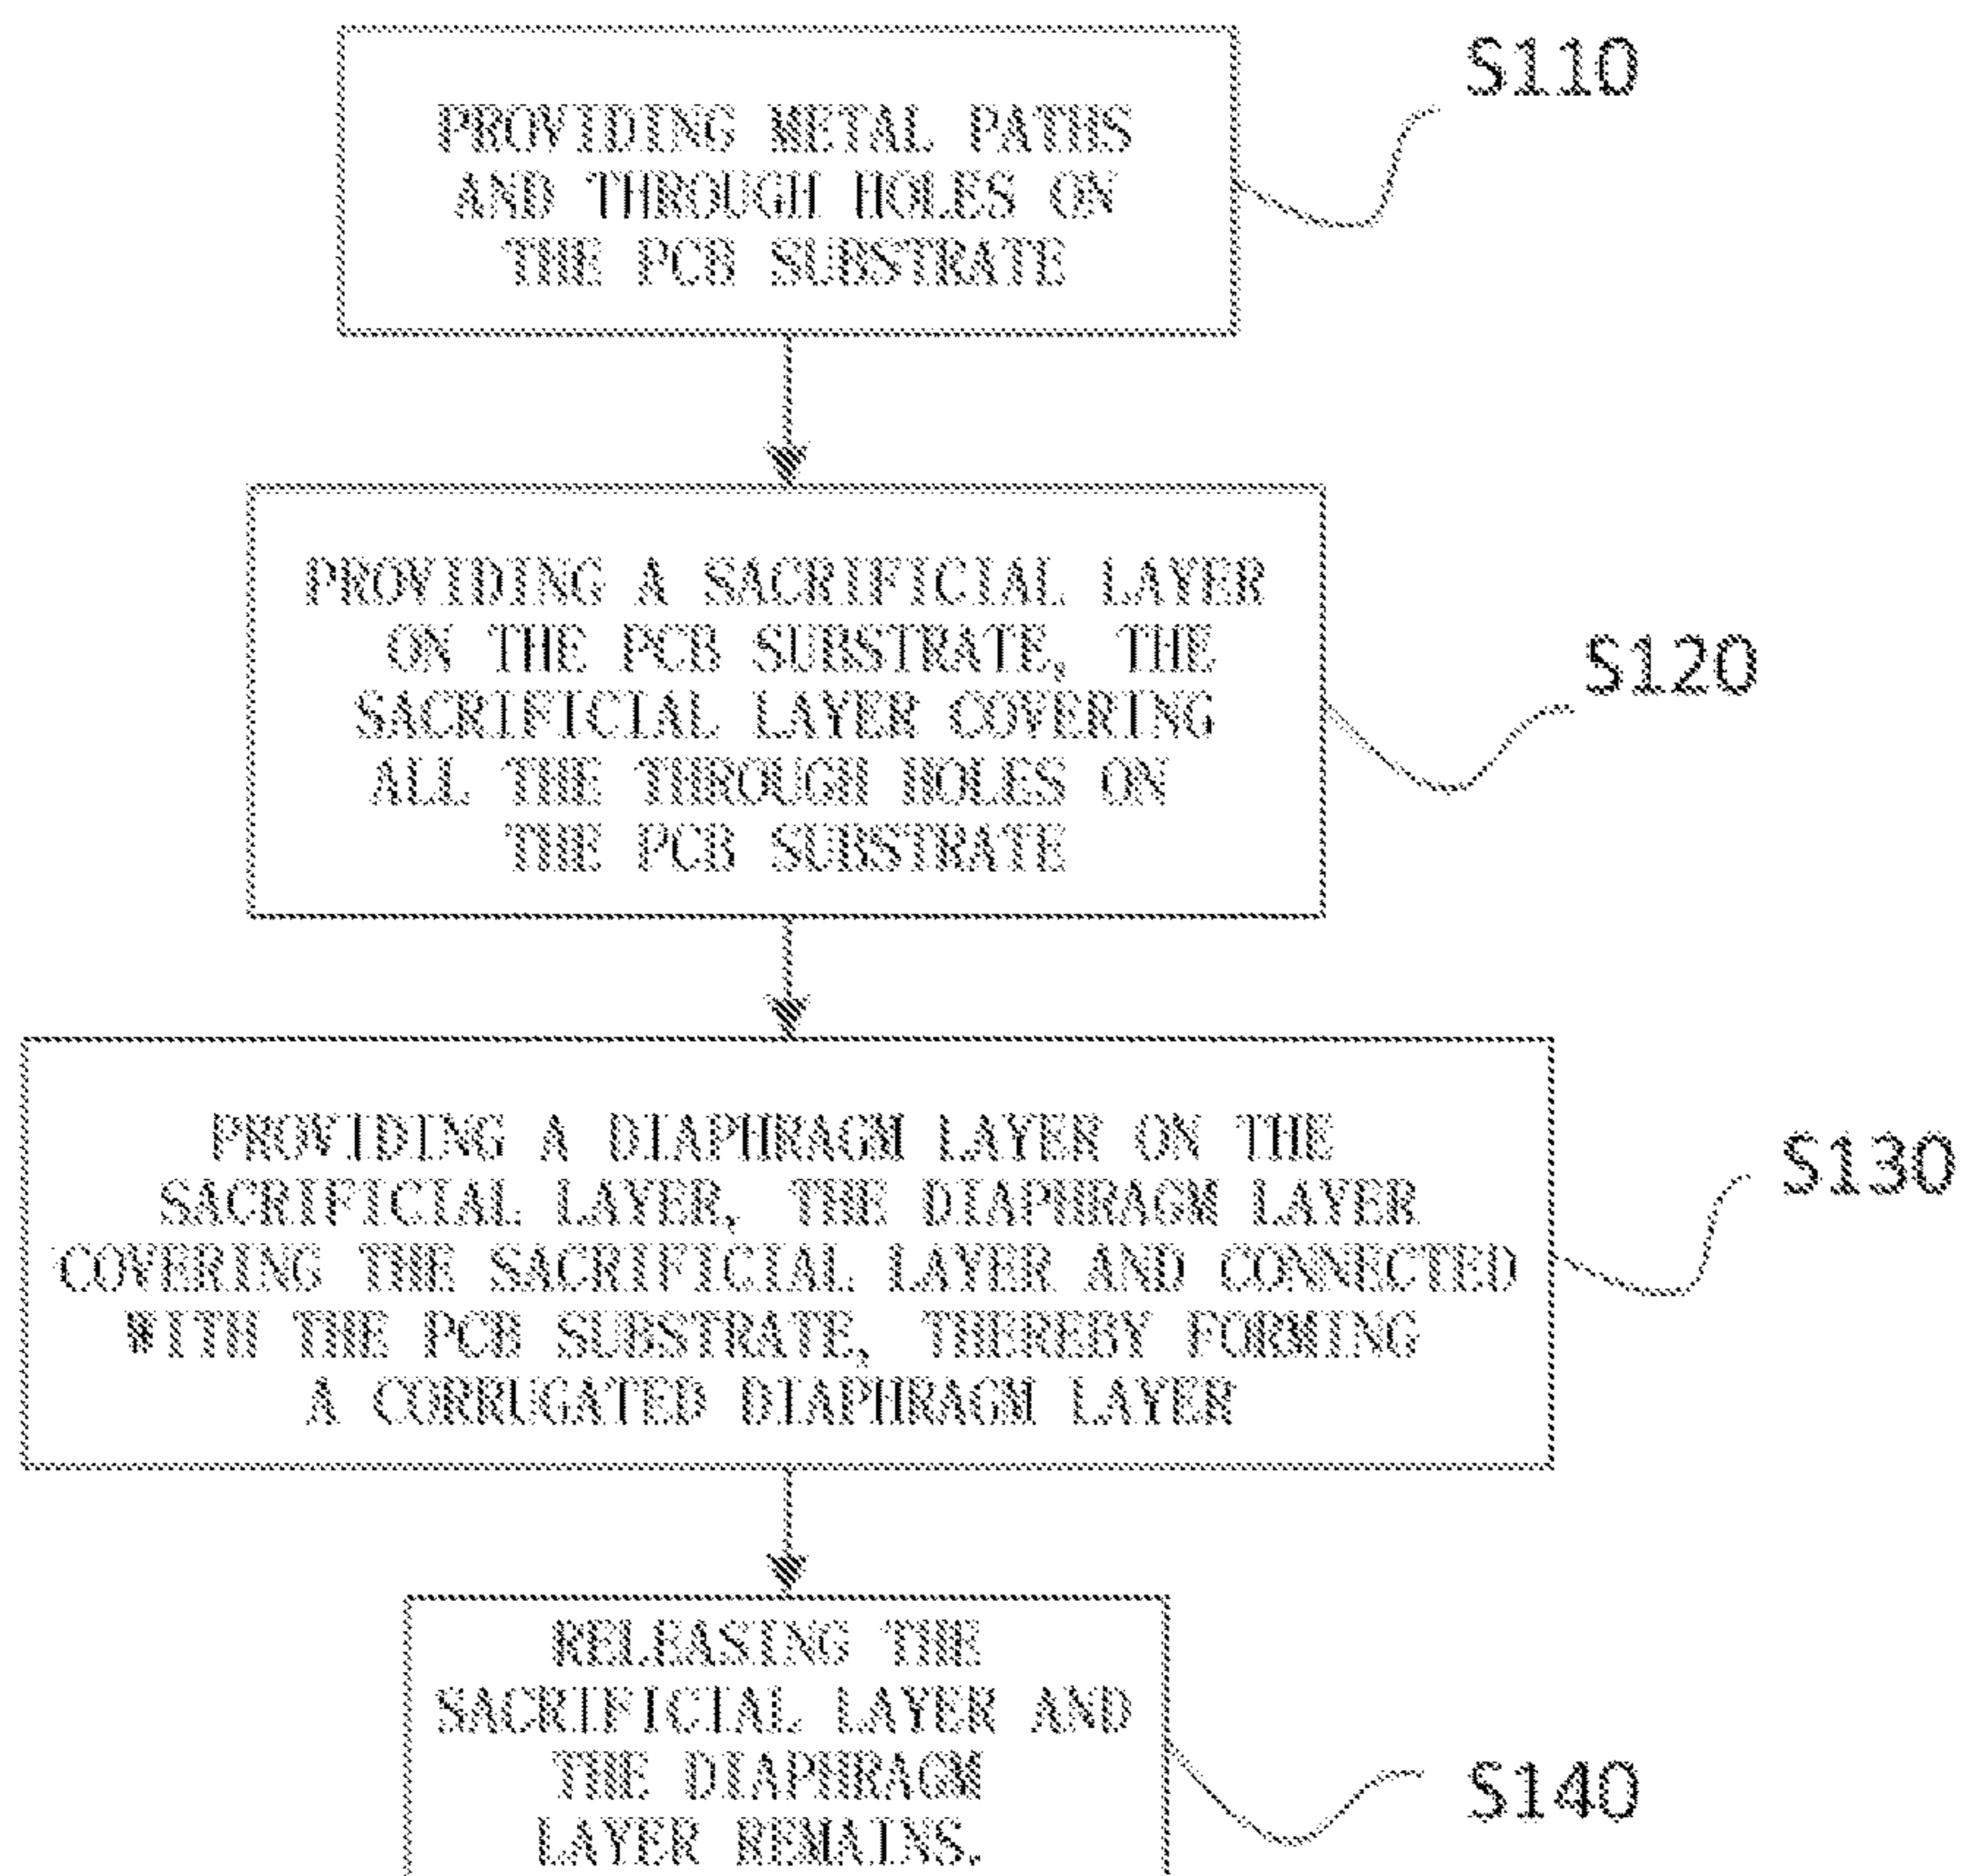 S110
PROVIDING METAL PATHS
AND THROUGH HOLES ON
THE PCB SUBSTRATE
PROVIDING A SACRIFICIAL LAYER
ON THE PCB SUBSTRATE, THE
SACRIFICIAL LAYER COVERING
ALL THE THROUGH HOLES ON
THE PCB SUBSTRATE
S120
PROVIDING A DIAPHRAGM LAYER ON THE
SACRIFICIAL LAYER, THE DIAPHRAGM LAYER
COVERING THE SACRIFICIAL LAYER AND CONNECTED
WITH THE PCB SUBSTRATE, THEREBY FORMING
A CORRUGATED DIAPHRAGM LAYER
S130
RELEASING THE
SACRIFICIAL LAYER AND
THE DIAPHRAGM
LAYER REMAINS.
S140